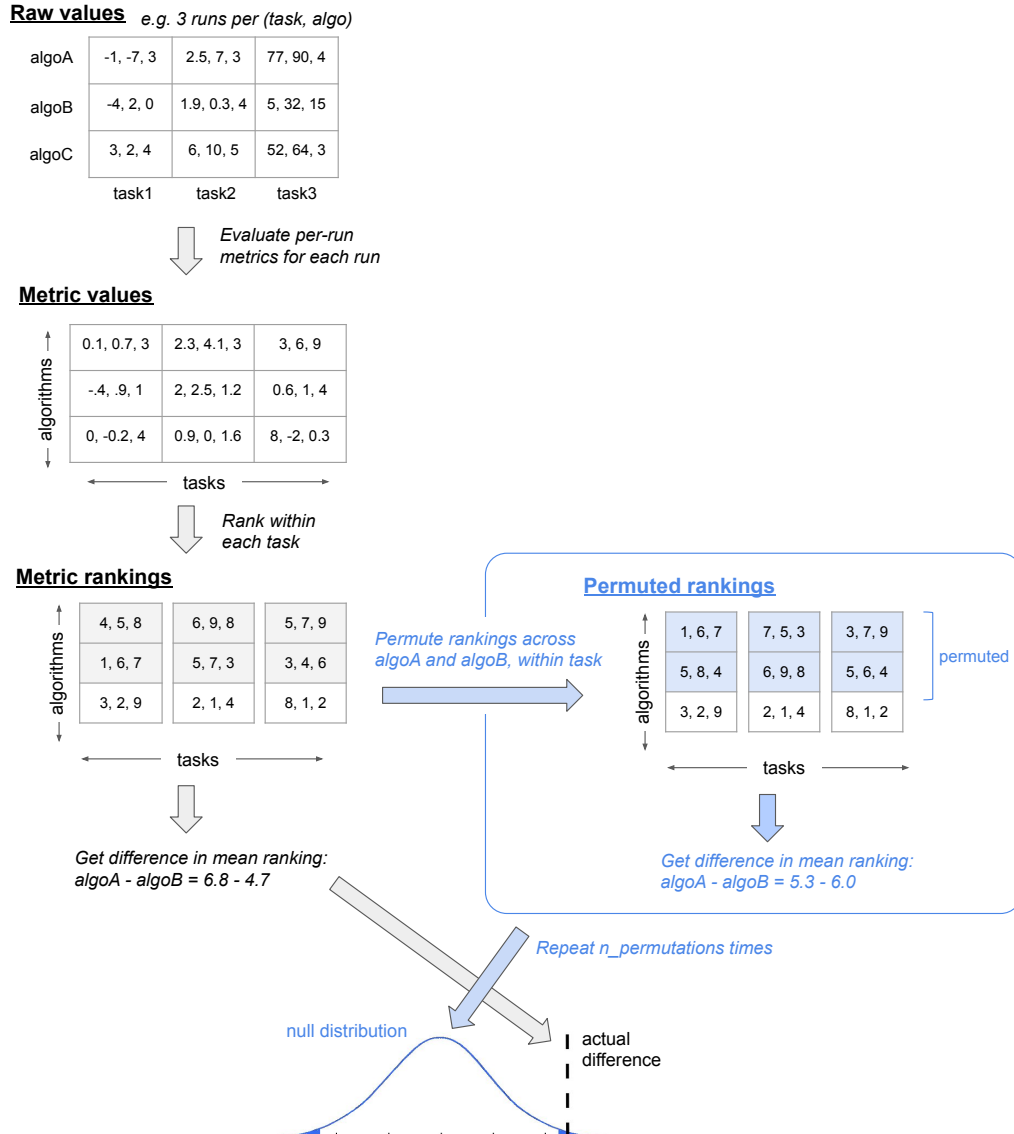 Raw values e.g. 3 runs per (task, algo)
algoA -1, -7, 3 2.5, 7, 3 77, 90, 4
algoB -4, 2, 0 1.9, 0.3, 4 5, 32, 15
algoC 3, 2, 4 6, 10, 5 52, 64, 3
task1 task2 task3
Evaluate per-run
metrics for each run
Metric values
algorithms
0.1, 0.7, 3 2.3, 4.1, 3 3, 6, 9
-.4, .9, 1 2, 2.5, 1.2 0.6, 1, 4
0, -0.2, 4 0.9, 0, 1.6 8, -2, 0.3
tasks
Rank within
each task
Metric rankings
algorithms
4, 5, 8 6, 9, 8 5, 7, 9
1, 6, 7 5, 7, 3 3, 4, 6
3, 2, 9 2, 1, 4 8, 1, 2
tasks
Permute rankings across
algoA and algoB, within task
Permuted rankings
algorithms
1, 6, 7 7, 5, 3 3, 7, 9
5, 8, 4 6, 9, 8 5, 6, 4
3, 2, 9 2, 1, 4 8, 1, 2
permuted
tasks
Get difference in mean ranking:
algoA - algoB = 6.8 - 4.7
Get difference in mean ranking:
algoA - algoB = 5.3 - 6.0
Repeat n_permutations times
null distribution
actual
difference